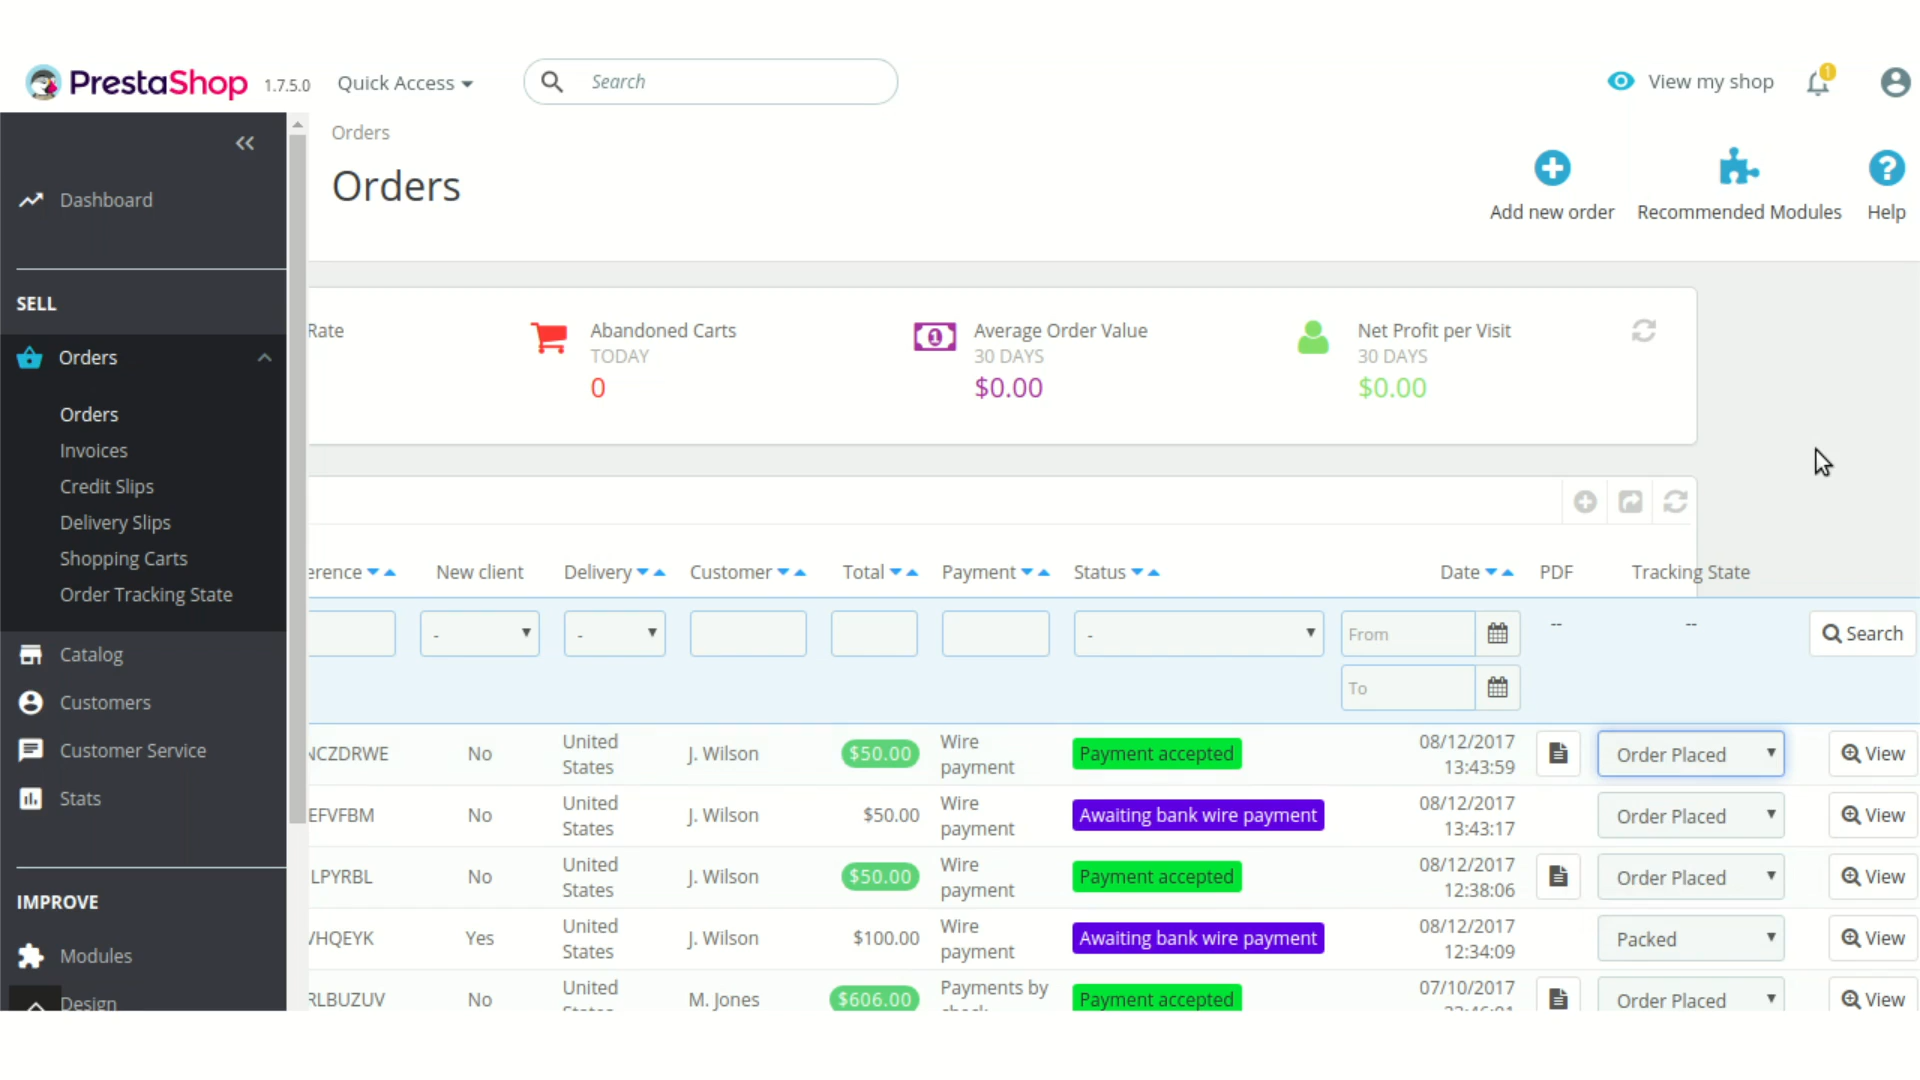 PrestaShop 1.7.5.0 Quick Access Search View my shop 1
Orders
Orders
Add new order Recommended Modules Help
Dashboard
SELL
Orders
Orders
Invoices
Credit Slips
Delivery Slips
Shopping Carts
Order Tracking State
Catalog
Customers
Customer Service
Stats
IMPROVE
Modules
Design
Rate
Abandoned Carts
TODAY
0
Average Order Value
30 DAYS
$0.00
Net Profit per Visit
30 DAYS
$0.00
erence New client Delivery Customer Total Payment Status Date PDF Tracking State
- - - From -- -- Search
To
NCZDRWE No United States J. Wilson $50.00 Wire payment Payment accepted 08/12/2017 13:43:59 Order Placed View
EFVFBM No United States J. Wilson $50.00 Wire payment Awaiting bank wire payment 08/12/2017 13:43:17 Order Placed View
LPYRBL No United States J. Wilson $50.00 Wire payment Payment accepted 08/12/2017 12:38:06 Order Placed View
VHQEYK Yes United States J. Wilson $100.00 Wire payment Awaiting bank wire payment 08/12/2017 12:34:09 Packed View
RLBUZUV No United M. Jones $606.00 Payments by Payment accepted 07/10/2017 Order Placed View